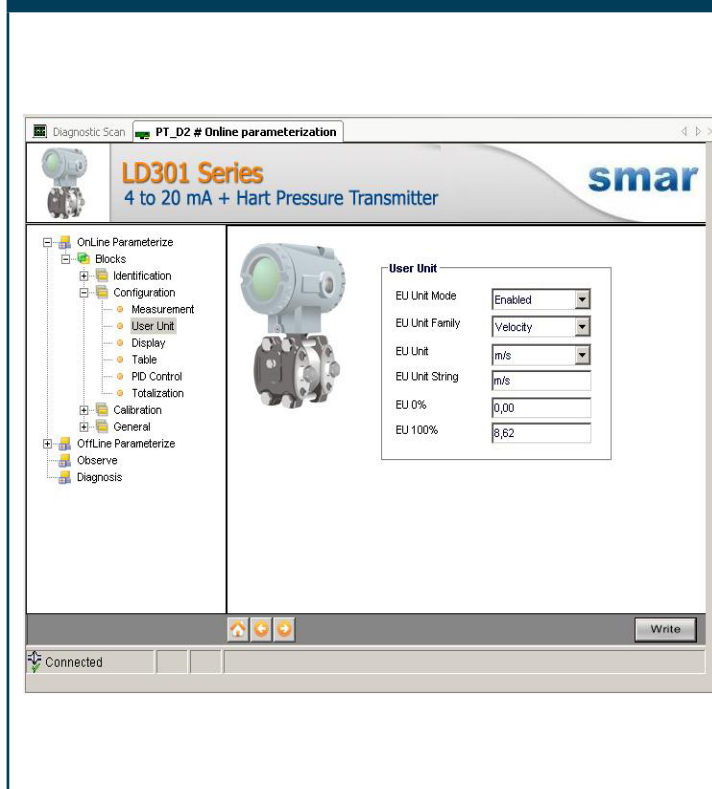 Diagnostic Scan
PT_D2 # Online parameterization
LD301 Series
4 to 20 mA + Hart Pressure Transmitter
smar
OnLine Parameterize
Blocks
Identification
Configuration
Measurement
User Unit
Display
Table
PID Control
Totalization
Calibration
General
OffLine Parameterize
Observe
Diagnosis
User Unit
EU Unit Mode Enabled
EU Unit Family Velocity
EU Unit m/s
EU Unit String m/s
EU 0% 0,00
EU 100% 8,62
Write
Connected